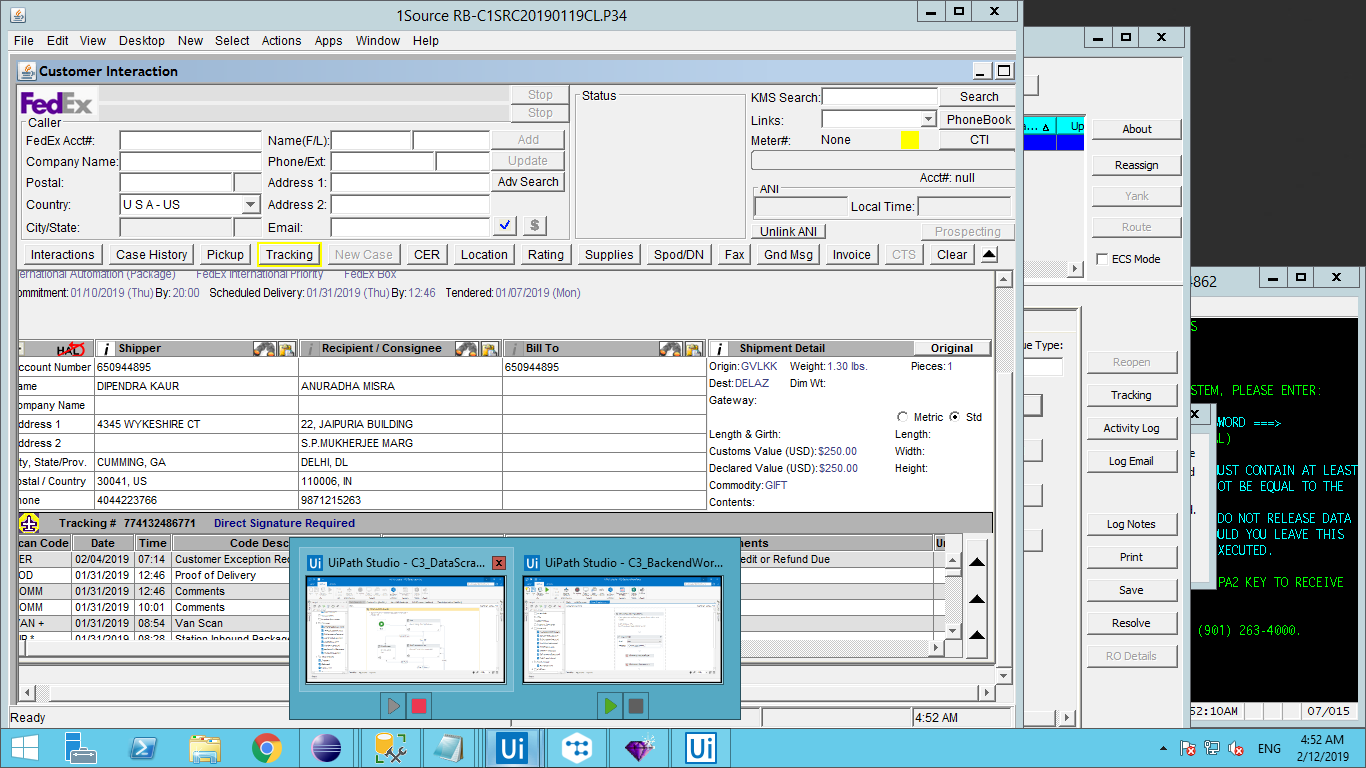 1Source RB-C1SRC20190119CL.P34
File Edit View Desktop New Select Actions Apps Window Help
Customer Interaction
FedEx
Stop
Stop
Caller
FedEx Acct#: Name(F/L): Add
Company Name: Phone/Ext: Update
Postal: Address 1: Adv Search
Country: U S A - US Address 2:
City/State: Email: $
Status
KMS Search: Search
Links: PhoneBook
Meter#: None CTI
Acct#: null
ANI
Local Time:
Unlink ANI Prospecting
Interactions Case History Pickup Tracking New Case CER Location Rating Supplies Spod/DN Fax Gnd Msg Invoice CTS Clear
ternational Automation (Package) FedEx International Priority FedEx Box
ommitment: 01/10/2019 (Thu) By: 20:00 Scheduled Delivery: 01/31/2019 (Thu) By: 12:46 Tendered: 01/07/2019 (Mon)
HAL i Shipper i Recipient / Consignee i Bill To i Shipment Detail Original
ccount Number 650944895 650944895
ame DIPENDRA KAUR ANURADHA MISRA
ompany Name
ddress 1 4345 WYKESHIRE CT 22, JAIPURIA BUILDING
ddress 2 S.P.MUKHERJEE MARG
ty, State/Prov. CUMMING, GA DELHI, DL
ostal / Country 30041, US 110006, IN
hone 4044223766 9871215263
Origin: GVLKK Weight: 1.30 lbs. Pieces: 1
Dest: DELAZ Dim Wt:
Gateway:
Metric Std
Length & Girth: Length:
Customs Value (USD): $250.00 Width:
Declared Value (USD): $250.00 Height:
Commodity: GIFT
Contents:
Tracking # 774132486771 Direct Signature Required
can Code Date Time Code Desc ments Un
ER 02/04/2019 07:14 Customer Exception Req edit or Refund Due
OD 01/31/2019 12:46 Proof of Delivery
OMM 01/31/2019 12:46 Comments
OMM 01/31/2019 10:01 Comments
AN + 01/31/2019 08:54 Van Scan
IP * 01/31/2019 08:28 Station Inbound Package
Ui UiPath Studio - C3_DataScra... x
Ui UiPath Studio - C3_BackendWor...
Ready 4:52 AM
a... Up
About
Reassign
Yank
Route
ECS Mode
ue Type:
Reopen
Tracking
Activity Log
Log Email
Log Notes
Print
Save
Resolve
RO Details
4862
S
STEM, PLEASE ENTER:
WORD ===>
L)
UST CONTAIN AT LEAST
OT BE EQUAL TO THE
DO NOT RELEASE DATA
ULD YOU LEAVE THIS
EXECUTED.
PA2 KEY TO RECEIVE
(901) 263-4000.
52:10AM 07/015
Ui Ui ENG 4:52 AM
2/12/2019